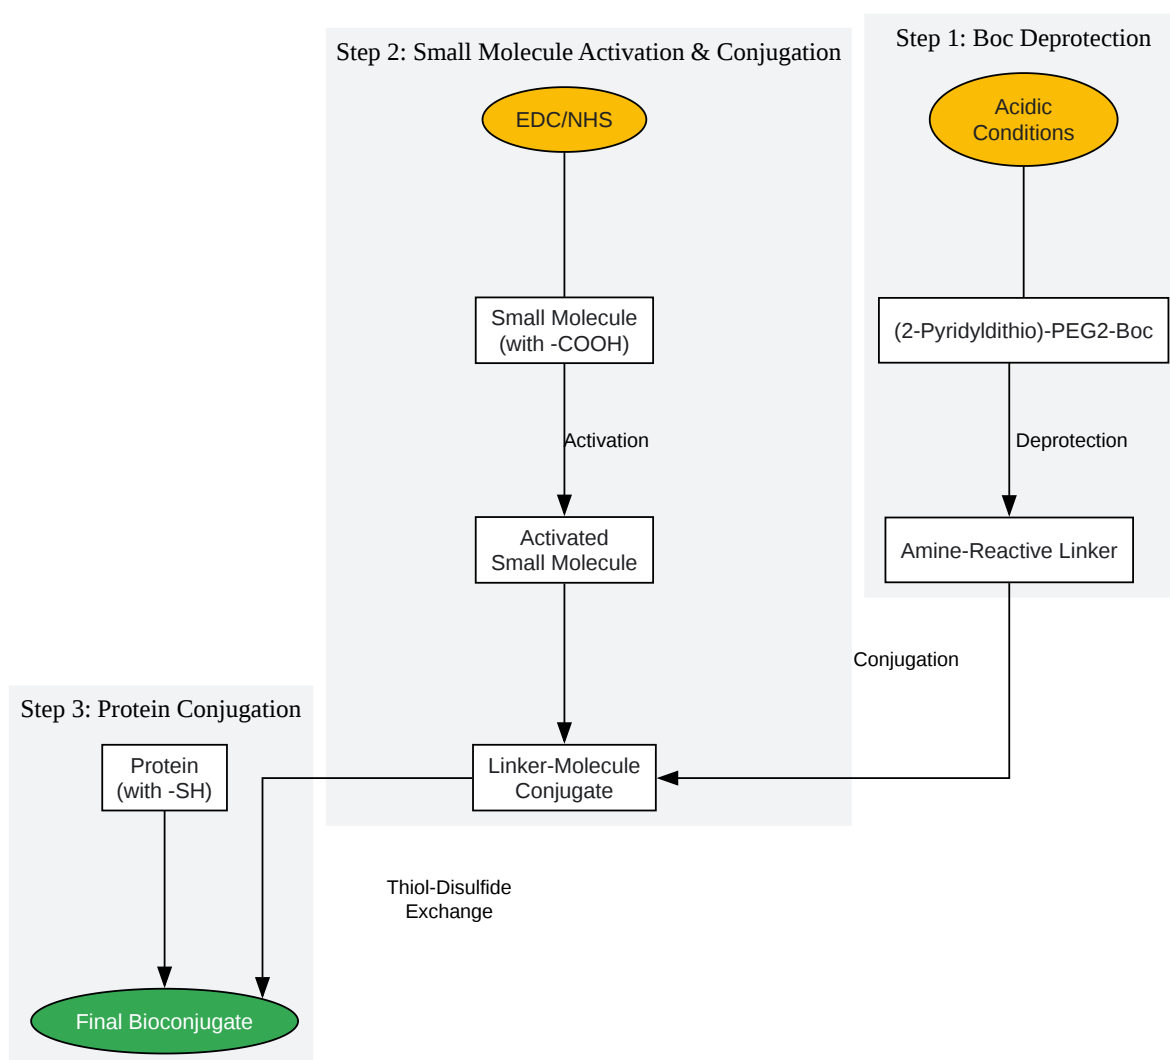 Step 1: Boc Deprotection
Acidic
Conditions
(2-Pyridyldithio)-PEG2-Boc
Deprotection
Amine-Reactive Linker
Step 2: Small Molecule Activation & Conjugation
EDC/NHS
Small Molecule
(with -COOH)
Activation
Activated
Small Molecule
Conjugation
Linker-Molecule
Conjugate
Step 3: Protein Conjugation
Protein
(with -SH)
Thiol-Disulfide
Exchange
Final Bioconjugate